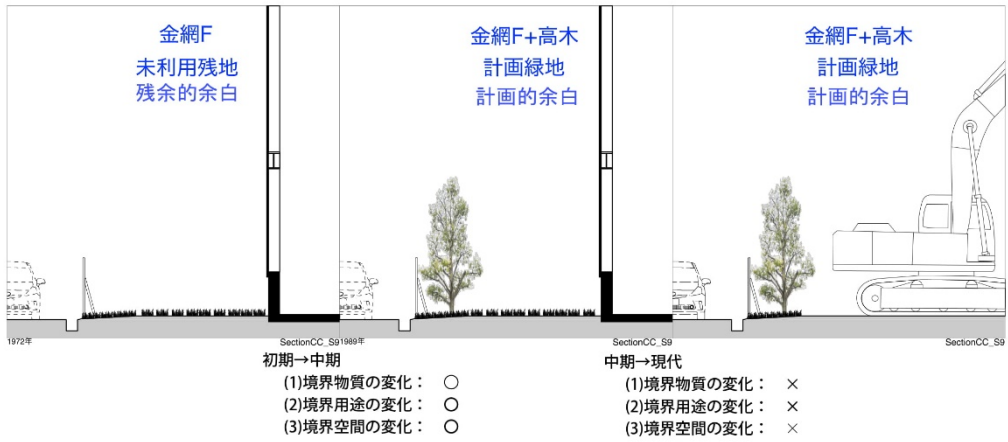 金網F
未利用残地
残余的余白
金網F+高木
計画緑地
計画的余白
金網F+高木
計画緑地
計画的余白
1972年
SectionCC_S9
1989年
SectionCC_S9
SectionCC_S9
初期→中期
(1)境界物質の変化： ○
(2)境界用途の変化： ○
(3)境界空間の変化： ○
中期→現代
(1)境界物質の変化： ×
(2)境界用途の変化： ×
(3)境界空間の変化： ×